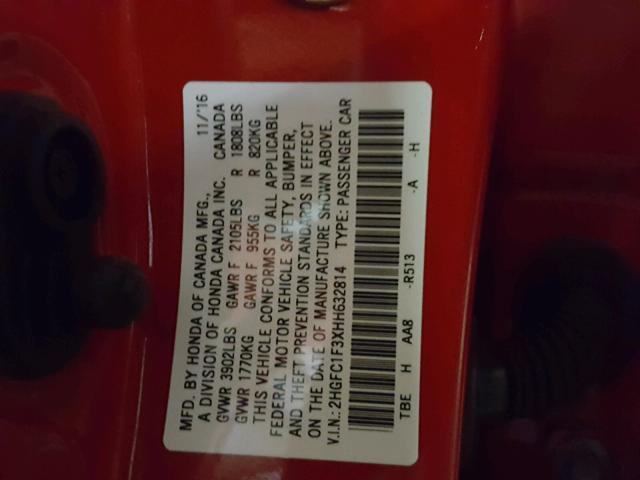 MFD. BY HONDA OF CANADA MFG., 11/'16
A DIVISION OF HONDA CANADA INC. CANADA
GVWR 3902LBS GAWR F 2105LBS R 1808LBS
GVWR 1770KG GAWR F 955KG R 820KG
THIS VEHICLE CONFORMS TO ALL APPLICABLE
FEDERAL MOTOR VEHICLE SAFETY, BUMPER,
AND THEFT PREVENTION STANDARDS IN EFFECT
ON THE DATE OF MANUFACTURE SHOWN ABOVE.
V.I.N.: 2HGFC1F3XHH632814 TYPE: PASSENGER CAR
TBE H AA8 -R513 -A -H